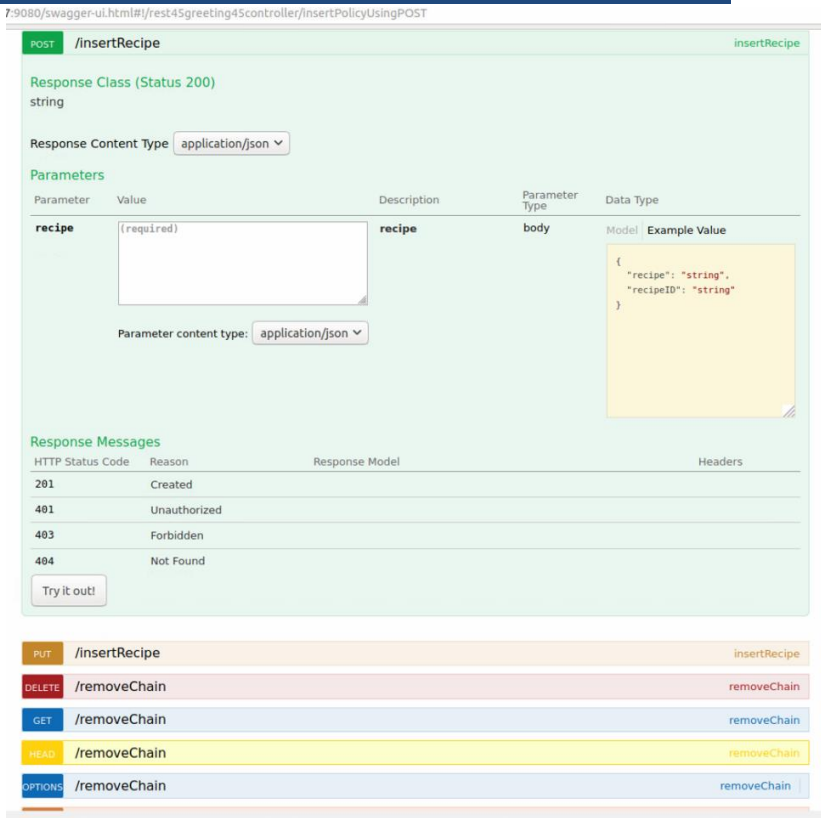 7:9080/swagger-ui.html#!/rest45greeting45controller/insertPolicyUsingPOST
POST /insertRecipe insertRecipe
Response Class (Status 200)
string
Response Content Type application/json
Parameters
Parameter Value Description Parameter Type Data Type
recipe (required) recipe body Model Example Value
{
"recipe": "string",
"recipeID": "string"
}
Parameter content type: application/json
Response Messages
HTTP Status Code Reason Response Model Headers
201 Created
401 Unauthorized
403 Forbidden
404 Not Found
Try it out!
PUT /insertRecipe insertRecipe
DELETE /removeChain removeChain
GET /removeChain removeChain
HEAD /removeChain removeChain
OPTIONS /removeChain removeChain